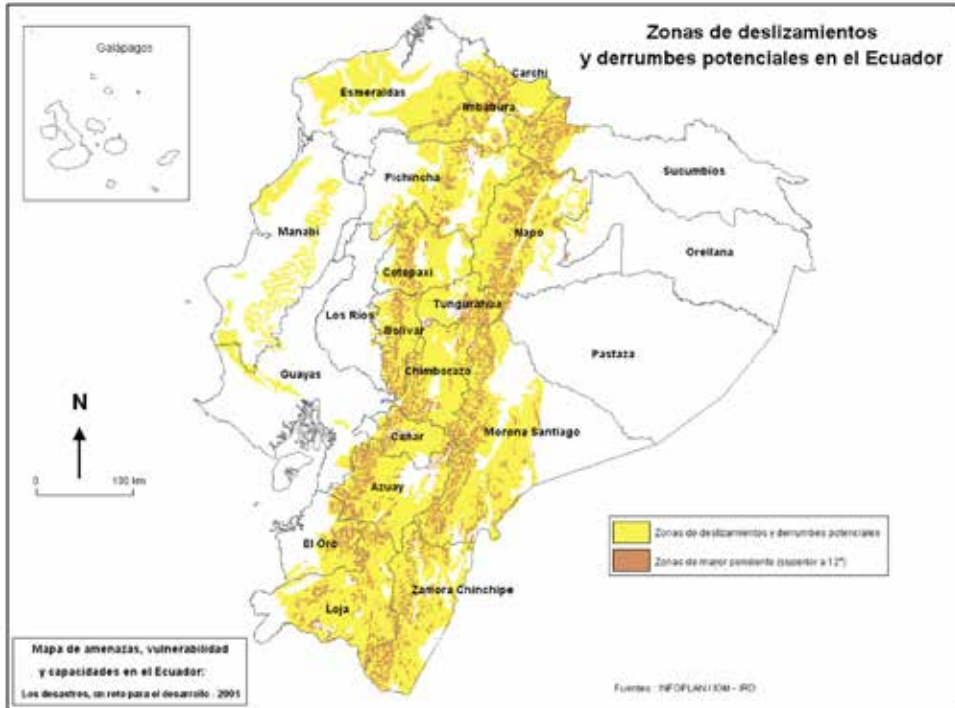 Zonas de deslizamientos
y derrumbes potenciales en el Ecuador
Galápagos
Carchi
Esmeraldas
Imbabura
Sucumbíos
Pichincha
Manabí
Napo
Orellana
Cotopaxi
Los Ríos
Tungurahua
Bolívar
Pastaza
Guayas
Chimborazo
N
Cañar
Morona Santiago
0 100 km
Azuay
El Oro
Zonas de deslizamientos y derrumbes potenciales
Zonas de mayor pendiente (superior a 12°)
Zamora Chinchipe
Loja
Mapa de amenazas, vulnerabilidad
y capacidades en el Ecuador:
Los desastres, un reto para el desarrollo - 2001
Fuentes : INFOPLAN / IGM - IRD